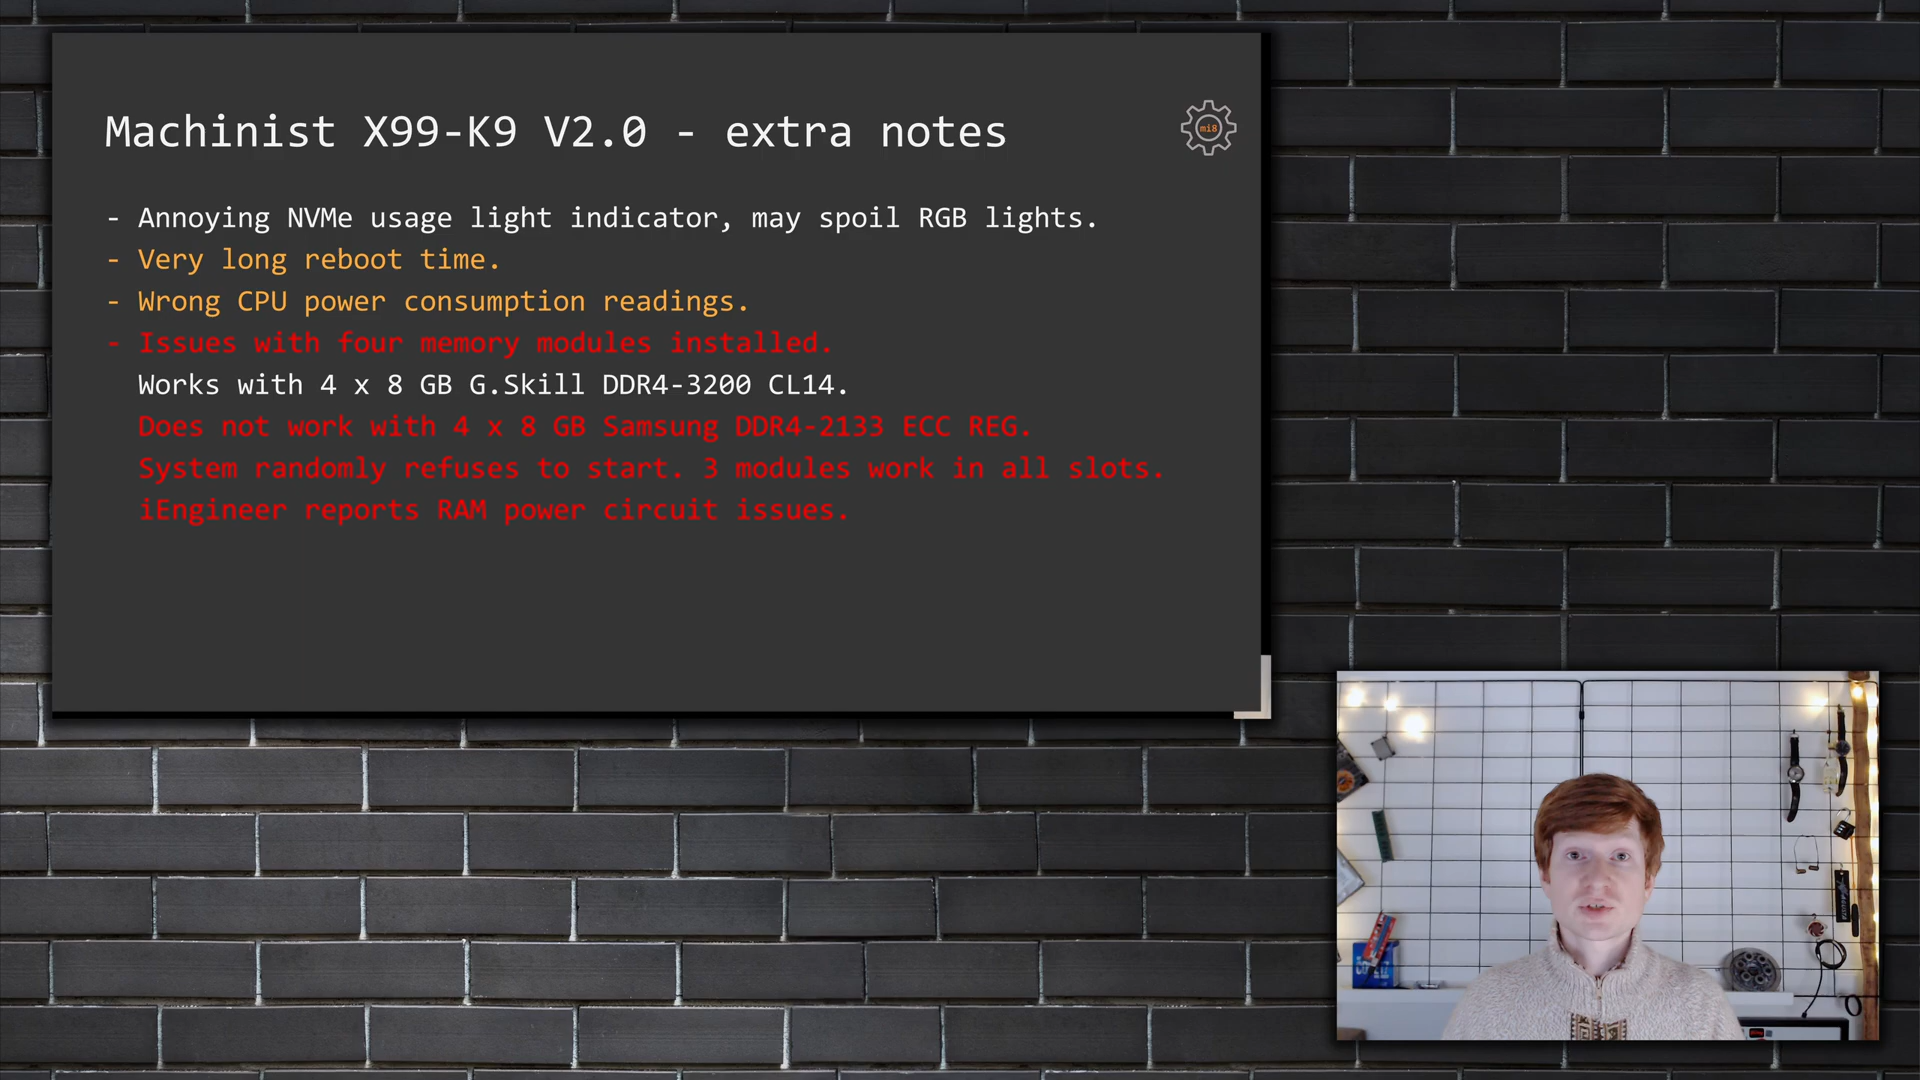 Machinist X99-K9 V2.0 - extra notes
mi8
- Annoying NVMe usage light indicator, may spoil RGB lights.
- Very long reboot time.
- Wrong CPU power consumption readings.
- Issues with four memory modules installed.
Works with 4 x 8 GB G.Skill DDR4-3200 CL14.
Does not work with 4 x 8 GB Samsung DDR4-2133 ECC REG.
System randomly refuses to start. 3 modules work in all slots.
iEngineer reports RAM power circuit issues.